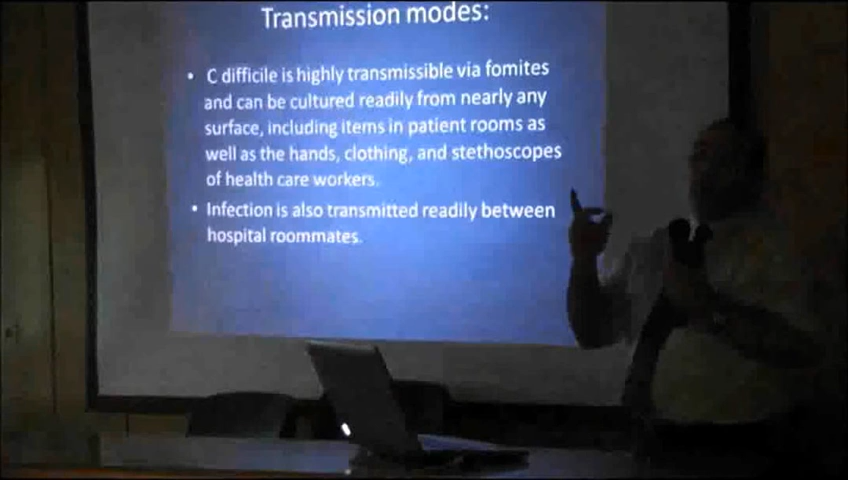 Transmission modes:
• C difficile is highly transmissible via fomites
and can be cultured readily from nearly any
surface, including items in patient rooms as
well as the hands, clothing, and stethoscopes
of health care workers.
• Infection is also transmitted readily between
hospital roommates.